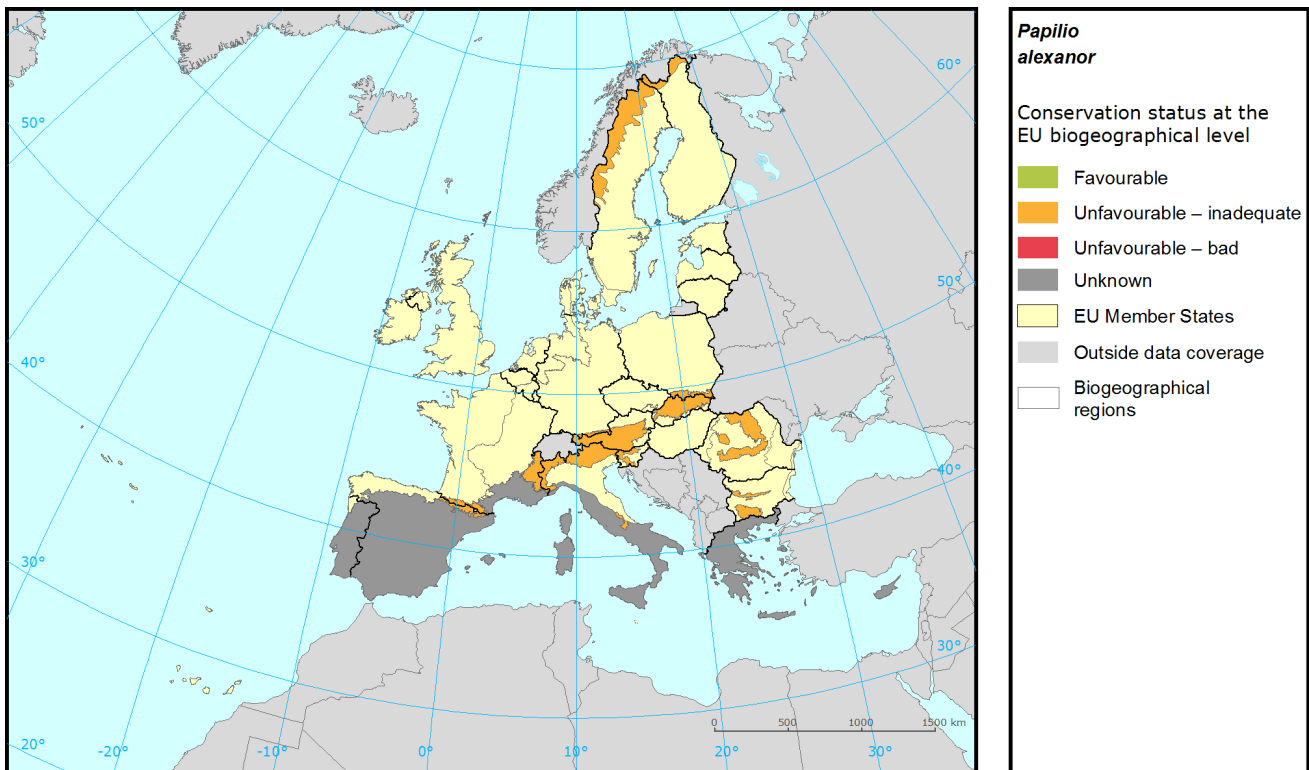 Papilio
alexanor
Conservation status at the
EU biogeographical level
Favourable
Unfavourable – inadequate
Unfavourable – bad
Unknown
EU Member States
Outside data coverage
Biogeographical
regions
60°
50°
50°
40°
40°
30°
30°
20°
-20°
-10°
0°
10°
20°
30°
0 500 1000 1500 km